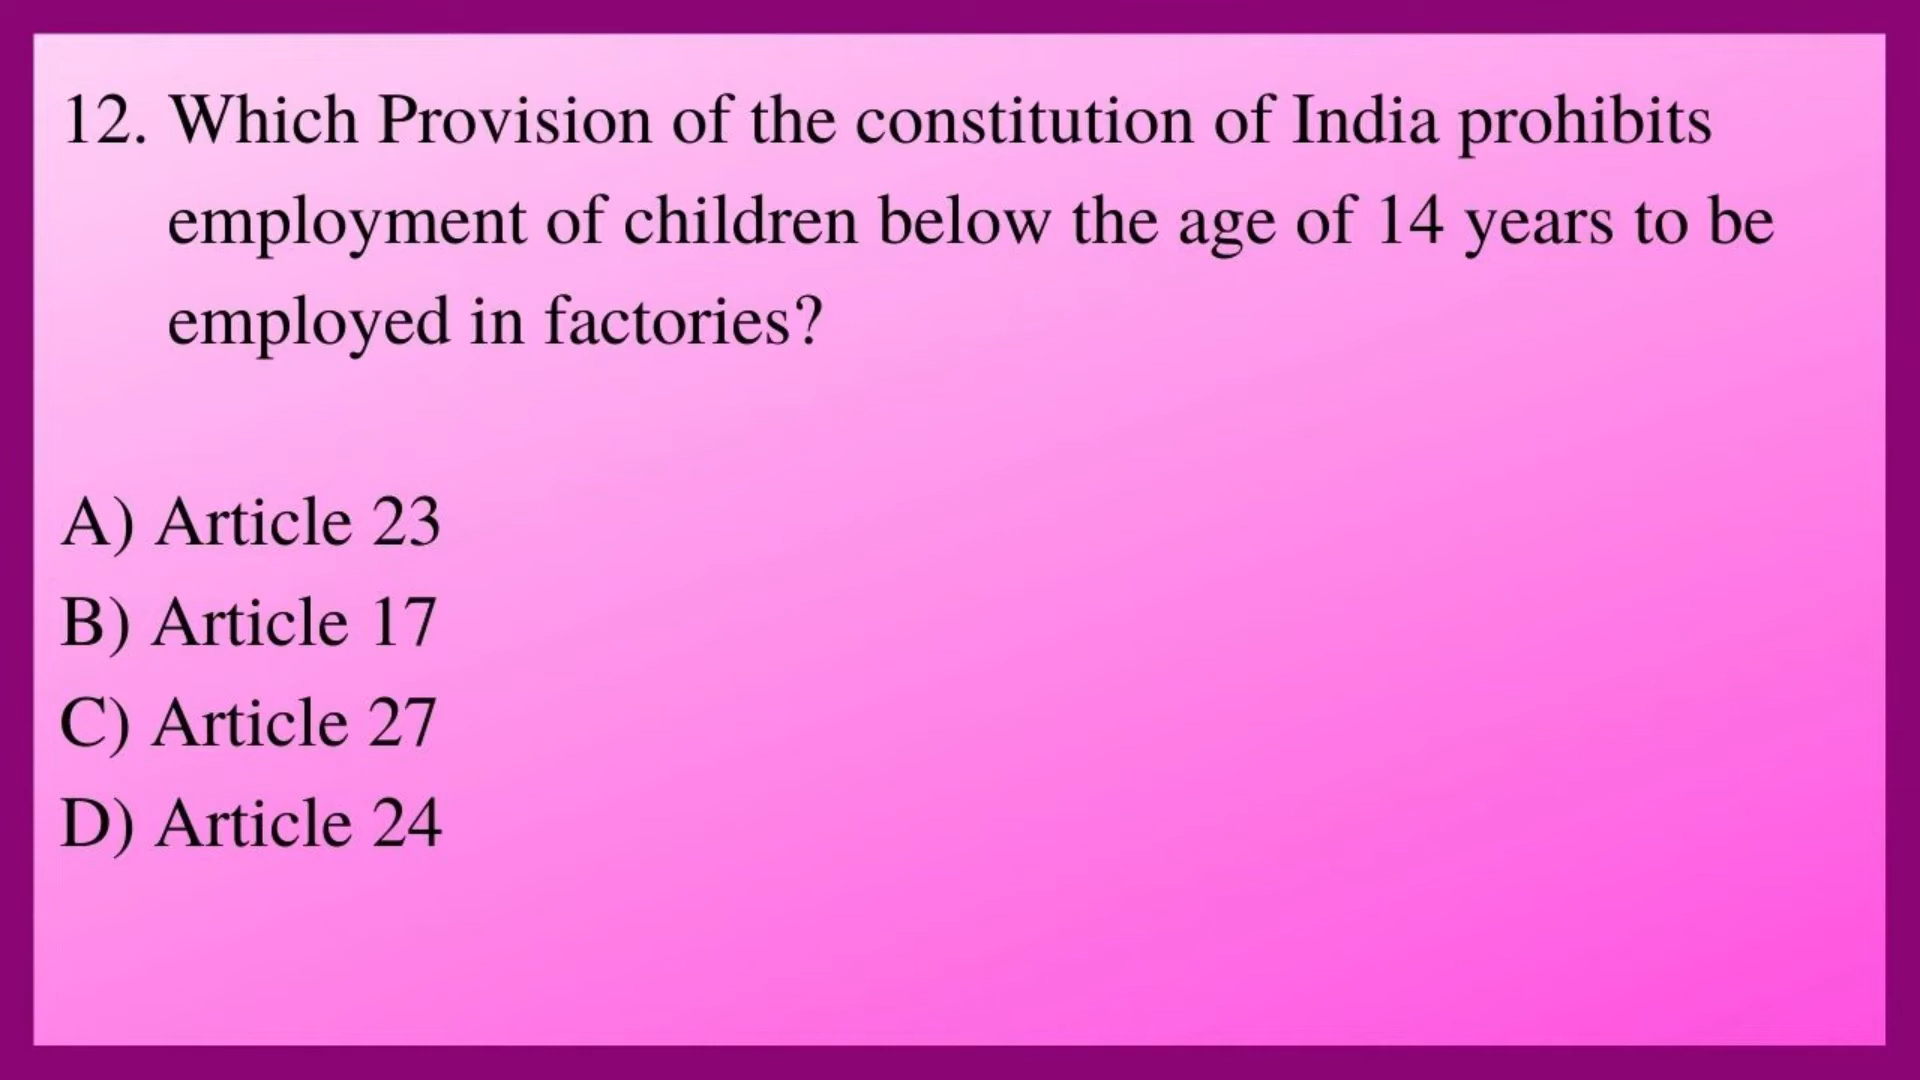 12. Which Provision of the constitution of India prohibits
employment of children below the age of 14 years to be
employed in factories?
A) Article 23
B) Article 17
C) Article 27
D) Article 24